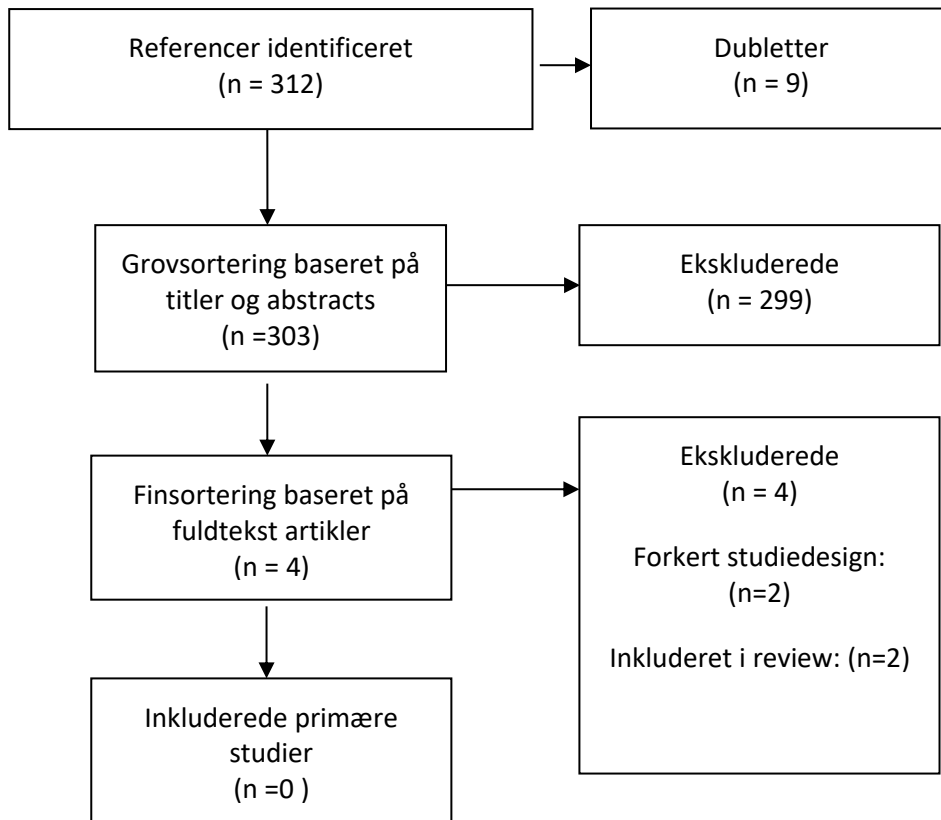 Referencer identificeret
(n = 312)
Dubletter
(n = 9)
Grovsortering baseret på
titler og abstracts
(n =303)
Ekskluderede
(n = 299)
Finsortering baseret på
fuldtekst artikler
(n = 4)
Ekskluderede
(n = 4)
Forkert studiedesign:
(n=2)
Inkluderet i review: (n=2)
Inkluderede primære
studier
(n =0 )